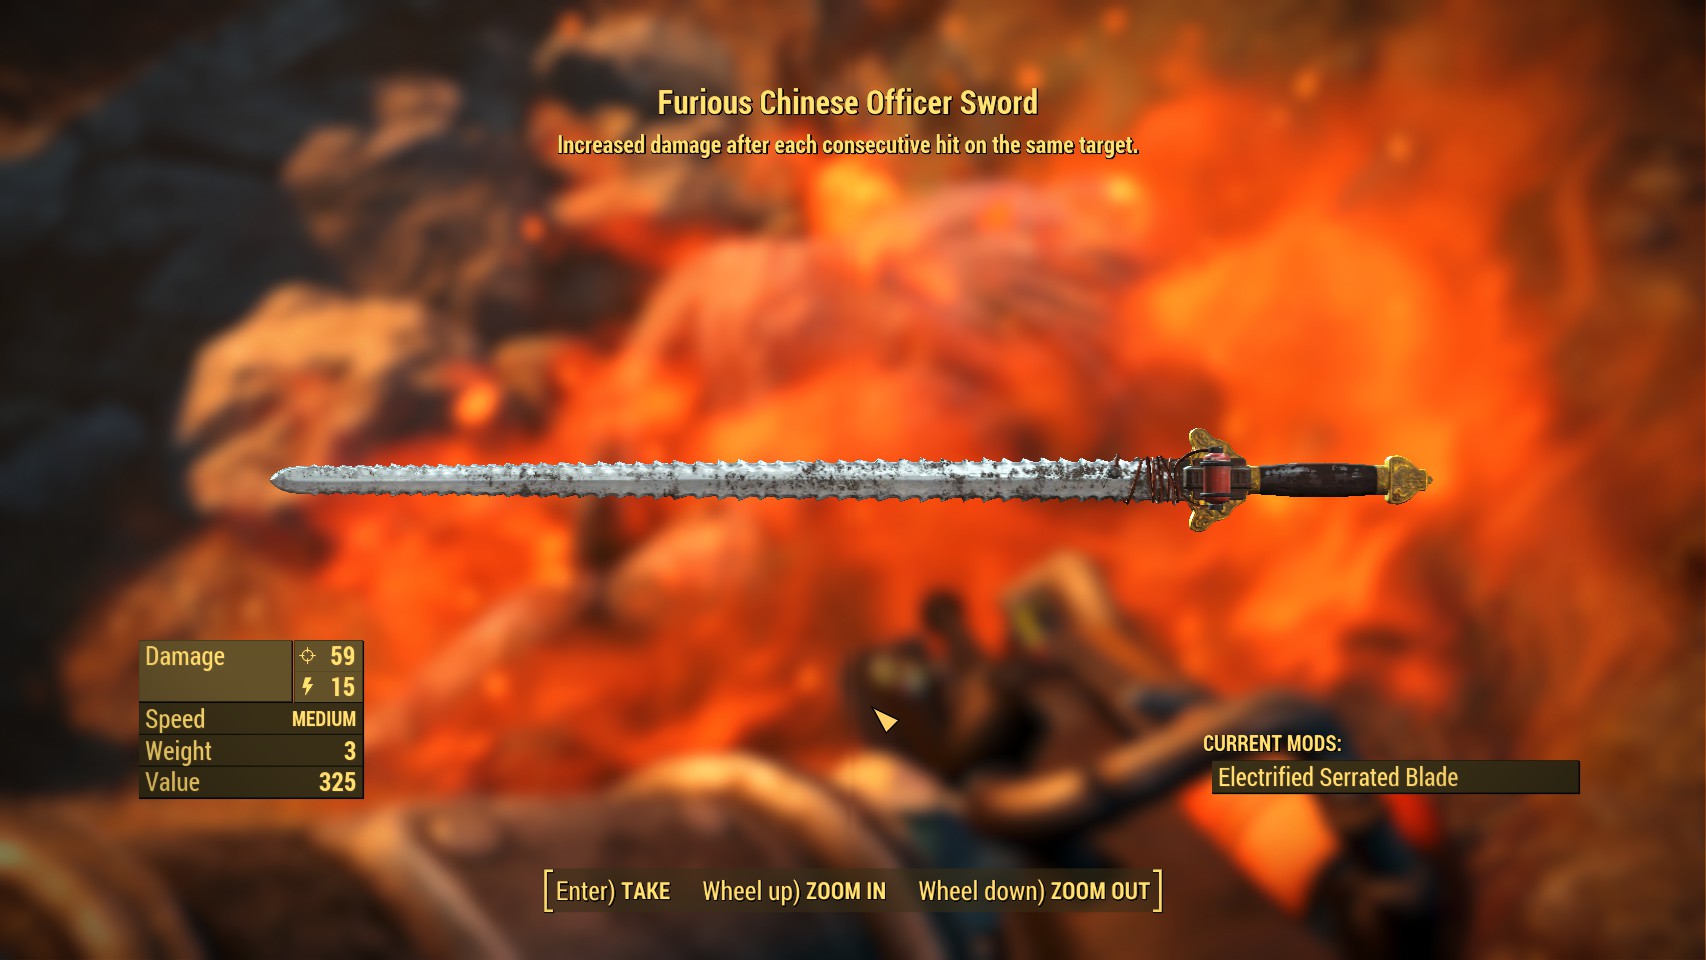 Furious Chinese Officer Sword
Increased damage after each consecutive hit on the same target.
Damage 59
15
Speed MEDIUM
Weight 3
Value 325
CURRENT MODS:
Electrified Serrated Blade
[Enter) TAKE Wheel up) ZOOM IN Wheel down) ZOOM OUT]